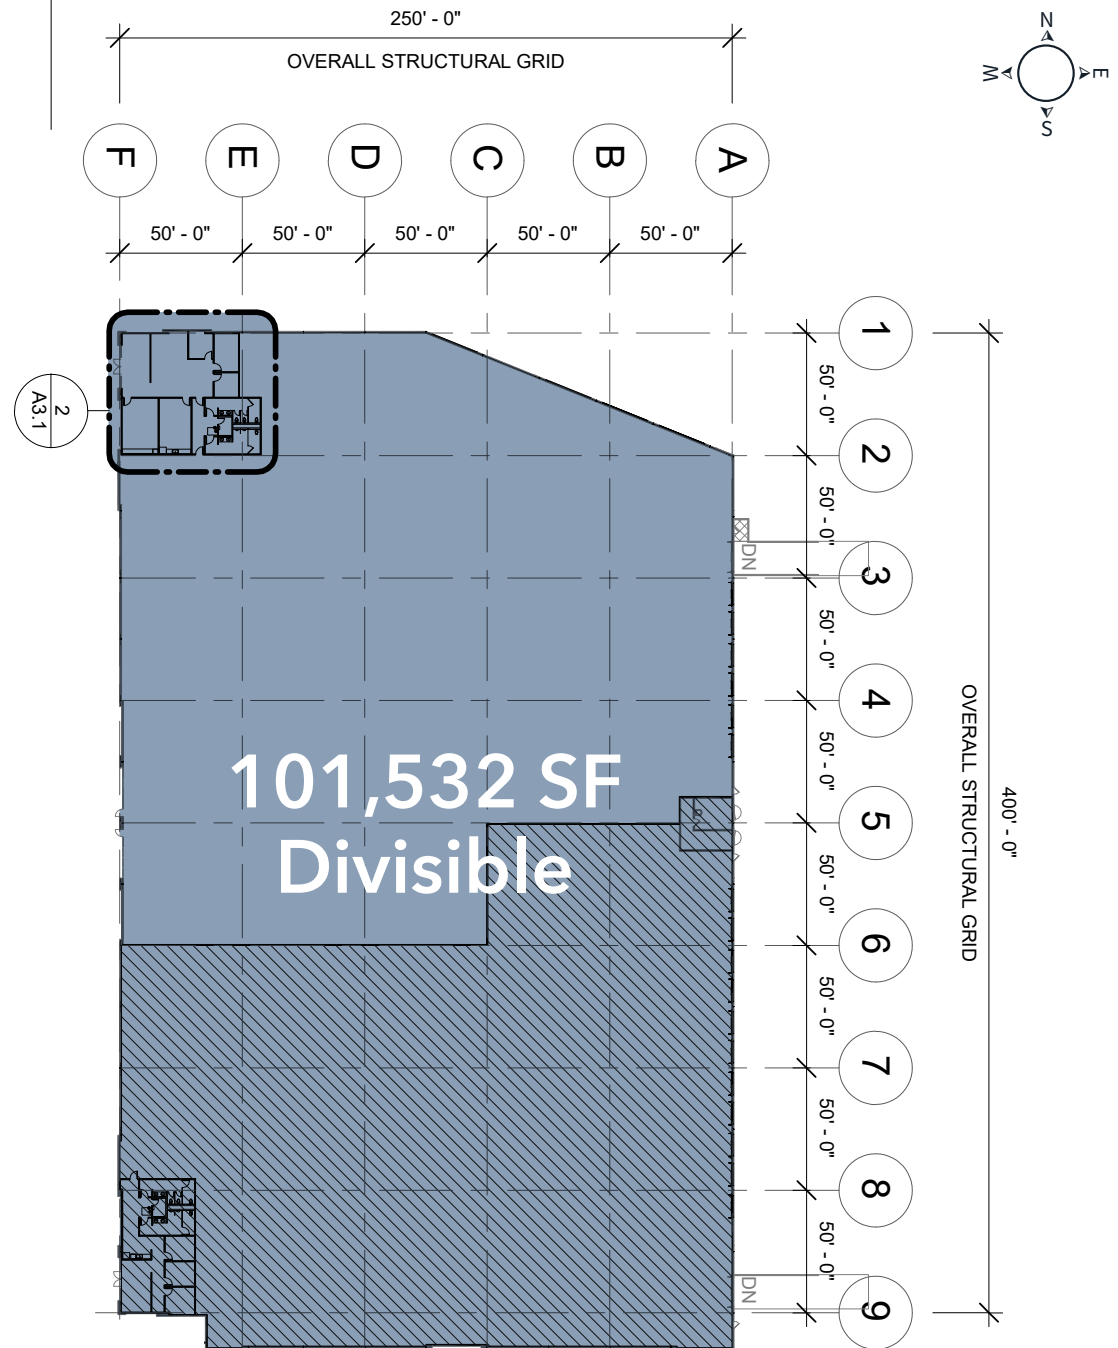 250' - 0"
OVERALL STRUCTURAL GRID
N
W
E
S
F
E
D
C
B
A
50' - 0"
50' - 0"
50' - 0"
50' - 0"
50' - 0"
1
50' - 0"
2
A3.1
2
50' - 0"
DN
3
50' - 0"
4
OVERALL STRUCTURAL GRID
400' - 0"
50' - 0"
101,532 SF
Divisible
5
50' - 0"
6
50' - 0"
7
50' - 0"
8
50' - 0"
DN
9